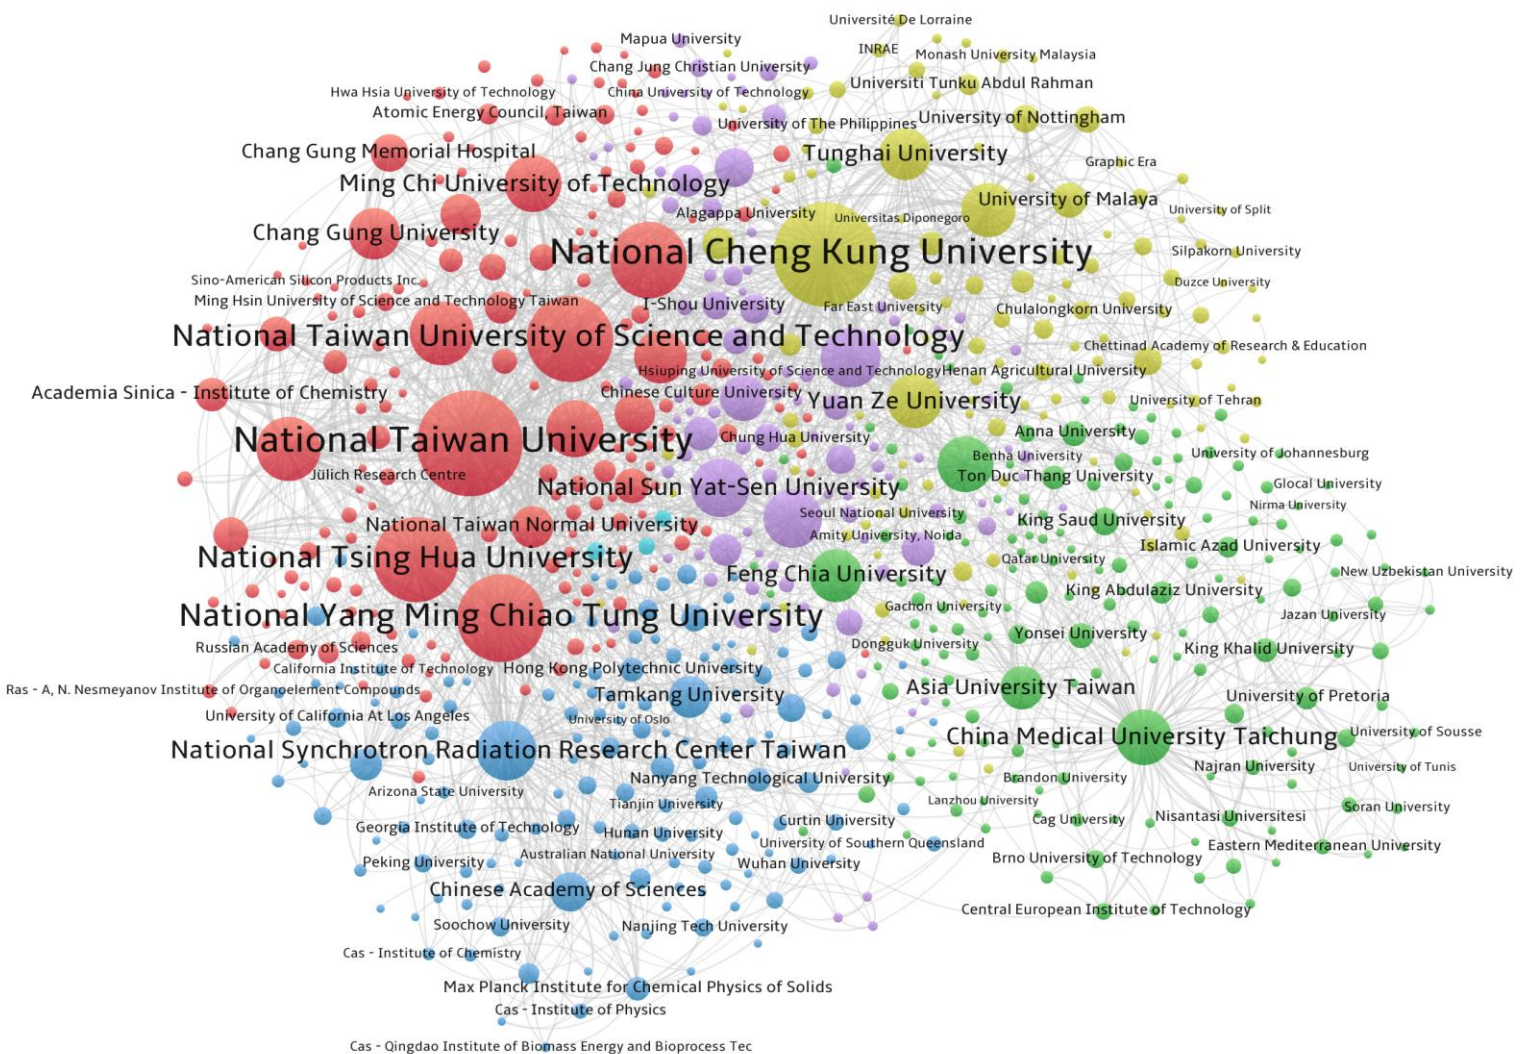 Université De Lorraine
Mapua University
INRAE
Monash University Malaysia
Chang Jung Christian University
Universiti Tunku Abdul Rahman
Hwa Hsia University of Technology
China University of Technology
Atomic Energy Council, Taiwan
University of The Philippines
University of Nottingham
Chang Gung Memorial Hospital
Tunghai University
Graphic Era
Ming Chi University of Technology
University of Malaya
Alagappa University
Universitas Diponegoro
University of Split
Chang Gung University
National Cheng Kung University
Silpakorn University
Sino-American Silicon Products Inc.
Duzce University
Ming Hsin University of Science and Technology Taiwan
I-Shou University
Far East University
Chulalongkorn University
National Taiwan University of Science and Technology
Chettinad Academy of Research & Education
Hsiuping University of Science and Technology
Henan Agricultural University
Academia Sinica - Institute of Chemistry
Chinese Culture University
Yuan Ze University
University of Tehran
National Taiwan University
Chung Hua University
Anna University
Benha University
University of Johannesburg
Jülich Research Centre
Ton Duc Thang University
Glocal University
National Sun Yat-Sen University
Nirma University
National Taiwan Normal University
Seoul National University
King Saud University
Amity University, Noida
Islamic Azad University
National Tsing Hua University
Qatar University
Feng Chia University
New Uzbekistan University
King Abdulaziz University
National Yang Ming Chiao Tung University
Gachon University
Jazan University
Yonsei University
Russian Academy of Sciences
Dongguk University
King Khalid University
California Institute of Technology
Hong Kong Polytechnic University
Ras - A, N. Nesmeyanov Institute of Organoelement Compounds
Tamkang University
Asia University Taiwan
University of Pretoria
University of California At Los Angeles
University of Oslo
University of Sousse
National Synchrotron Radiation Research Center Taiwan
China Medical University Taichung
Najran University
University of Tunis
Nanyang Technological University
Brandon University
Arizona State University
Tianjin University
Lanzhou University
Soran University
Georgia Institute of Technology
Hunan University
Curtin University
Cag University
Nisantasi Universitesi
University of Southern Queensland
Eastern Mediterranean University
Peking University
Australian National University
Wuhan University
Brno University of Technology
Chinese Academy of Sciences
Central European Institute of Technology
Soochow University
Nanjing Tech University
Cas - Institute of Chemistry
Max Planck Institute for Chemical Physics of Solids
Cas - Institute of Physics
Cas - Qingdao Institute of Biomass Energy and Bioprocess Tec